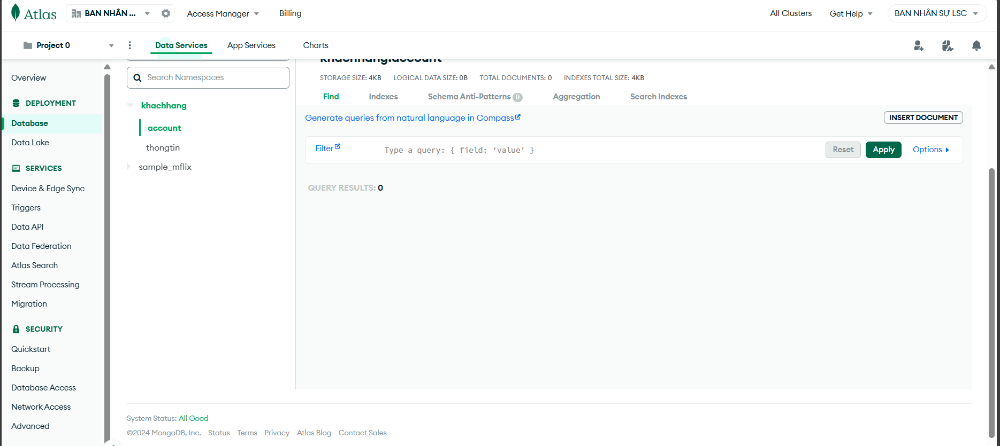 Atlas
BAN NHÂN ...
Access Manager
Billing
All Clusters
Get Help
BAN NHÂN SỰ LSC
Project 0
Data Services
App Services
Charts
Overview
DEPLOYMENT
Database
Data Lake
SERVICES
Device & Edge Sync
Triggers
Data API
Data Federation
Atlas Search
Stream Processing
Migration
SECURITY
Quickstart
Backup
Database Access
Network Access
Advanced
Search Namespaces
khachhang
account
thongtin
sample_mflix
khachhang.account
STORAGE SIZE: 4KB LOGICAL DATA SIZE: 0B TOTAL DOCUMENTS: 0 INDEXES TOTAL SIZE: 4KB
Find Indexes Schema Anti-Patterns 0 Aggregation Search Indexes
Generate queries from natural language in Compass
INSERT DOCUMENT
Filter
Type a query: { field: 'value' }
Reset
Apply
Options
QUERY RESULTS: 0
System Status: All Good
©2024 MongoDB, Inc. Status Terms Privacy Atlas Blog Contact Sales